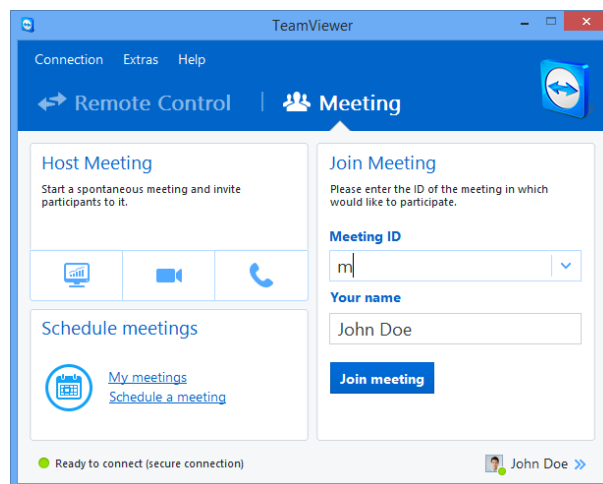 TeamViewer
Connection Extras Help
Remote Control | Meeting
Host Meeting
Start a spontaneous meeting and invite
participants to it.
Schedule meetings
My meetings
Schedule a meeting
Join Meeting
Please enter the ID of the meeting in which
would like to participate.
Meeting ID
m
Your name
John Doe
Join meeting
Ready to connect (secure connection)
John Doe